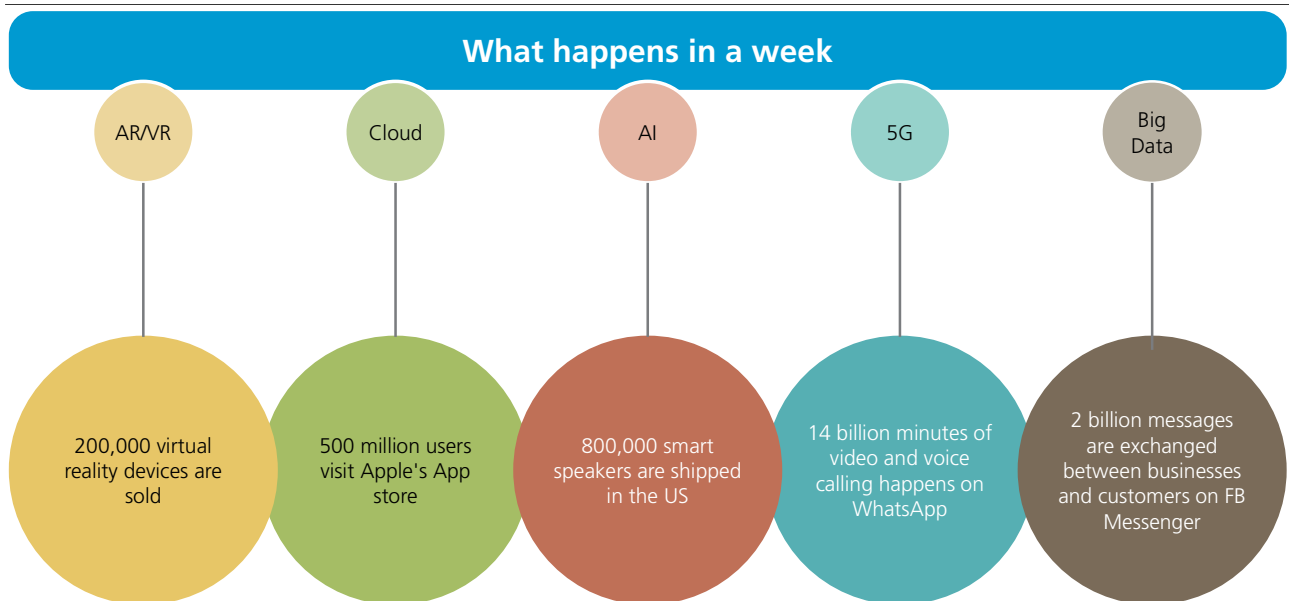 What happens in a week
AR/VR
Cloud
AI
5G
Big
Data
200,000 virtual
reality devices are
sold
500 million users
visit Apple's App
store
800,000 smart
speakers are shipped
in the US
14 billion minutes of
video and voice
calling happens on
WhatsApp
2 billion messages
are exchanged
between businesses
and customers on FB
Messenger